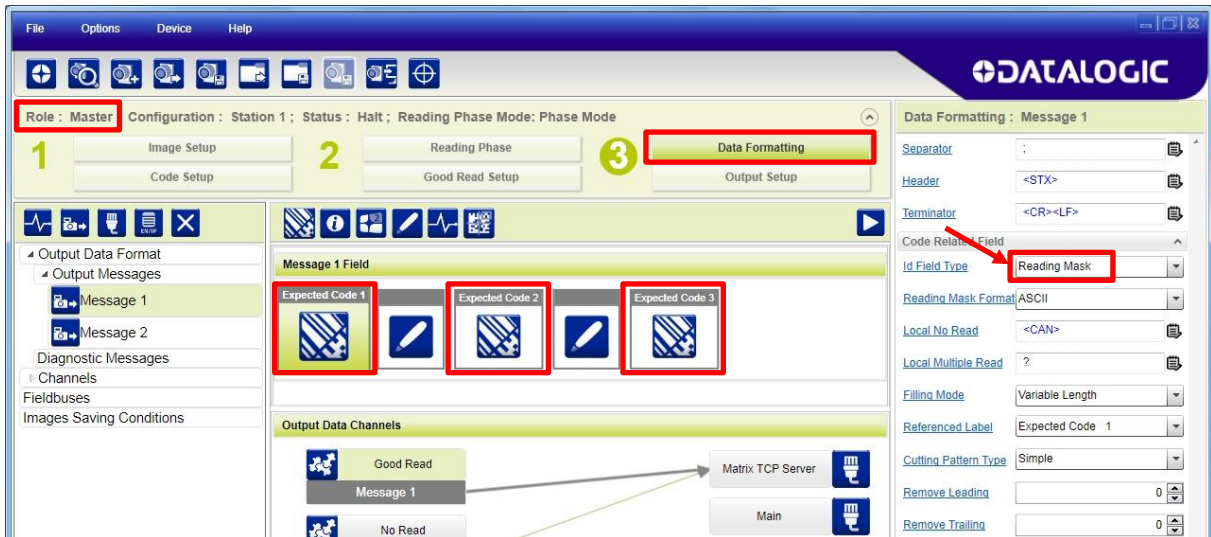 File Options Device Help
DATALOGIC
Role : Master Configuration : Station 1 ; Status : Halt ; Reading Phase Mode: Phase Mode
1 Image Setup
Code Setup
2 Reading Phase
Good Read Setup
3 Data Formatting
Output Setup
EN/IP
Output Data Format
Output Messages
Message 1
Message 2
Diagnostic Messages
Channels
Fieldbuses
Images Saving Conditions
Message 1 Field
Expected Code 1 Expected Code 2 Expected Code 3
Output Data Channels
Good Read
Message 1
No Read
Matrix TCP Server
Main
Data Formatting : Message 1
Separator ;
Header <STX>
Terminator <CR><LF>
Code Related Field
Id Field Type Reading Mask
Reading Mask Format ASCII
Local No Read <CAN>
Local Multiple Read ?
Filling Mode Variable Length
Referenced Label Expected Code 1
Cutting Pattern Type Simple
Remove Leading 0
Remove Trailing 0